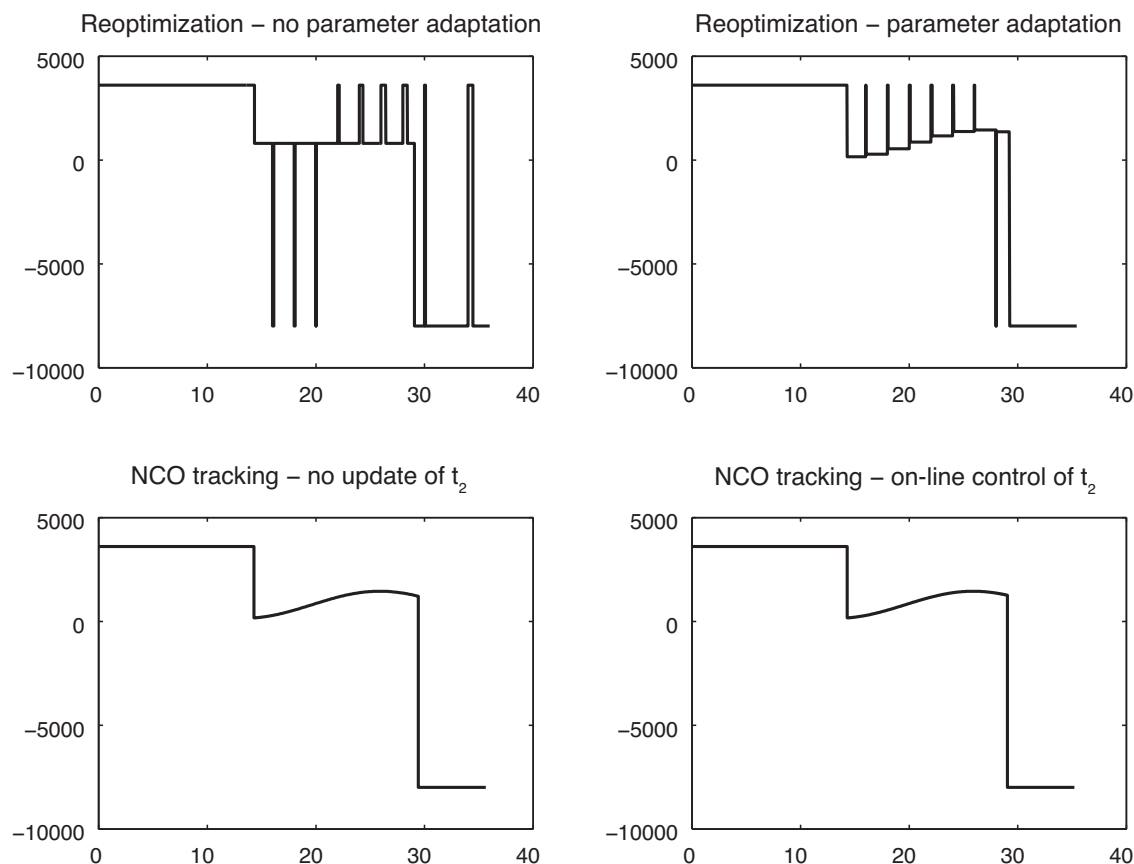 Reoptimization – no parameter adaptation
5000
0
−5000
−10000
0 10 20 30 40
Reoptimization – parameter adaptation
5000
0
−5000
−10000
0 10 20 30 40
NCO tracking – no update of t₂
5000
0
−5000
−10000
0 10 20 30 40
NCO tracking – on-line control of t₂
5000
0
−5000
−10000
0 10 20 30 40